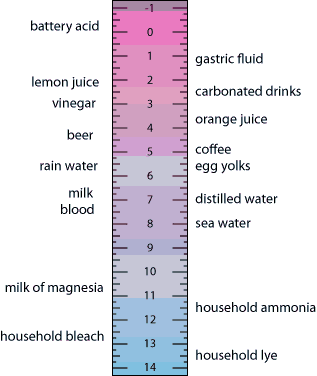 -1
battery acid
0
1
gastric fluid
lemon juice
2
carbonated drinks
vinegar
3
orange juice
beer
4
coffee
5
rain water
egg yolks
6
milk
7
distilled water
blood
8
sea water
9
10
milk of magnesia
11
household ammonia
12
household bleach
13
household lye
14